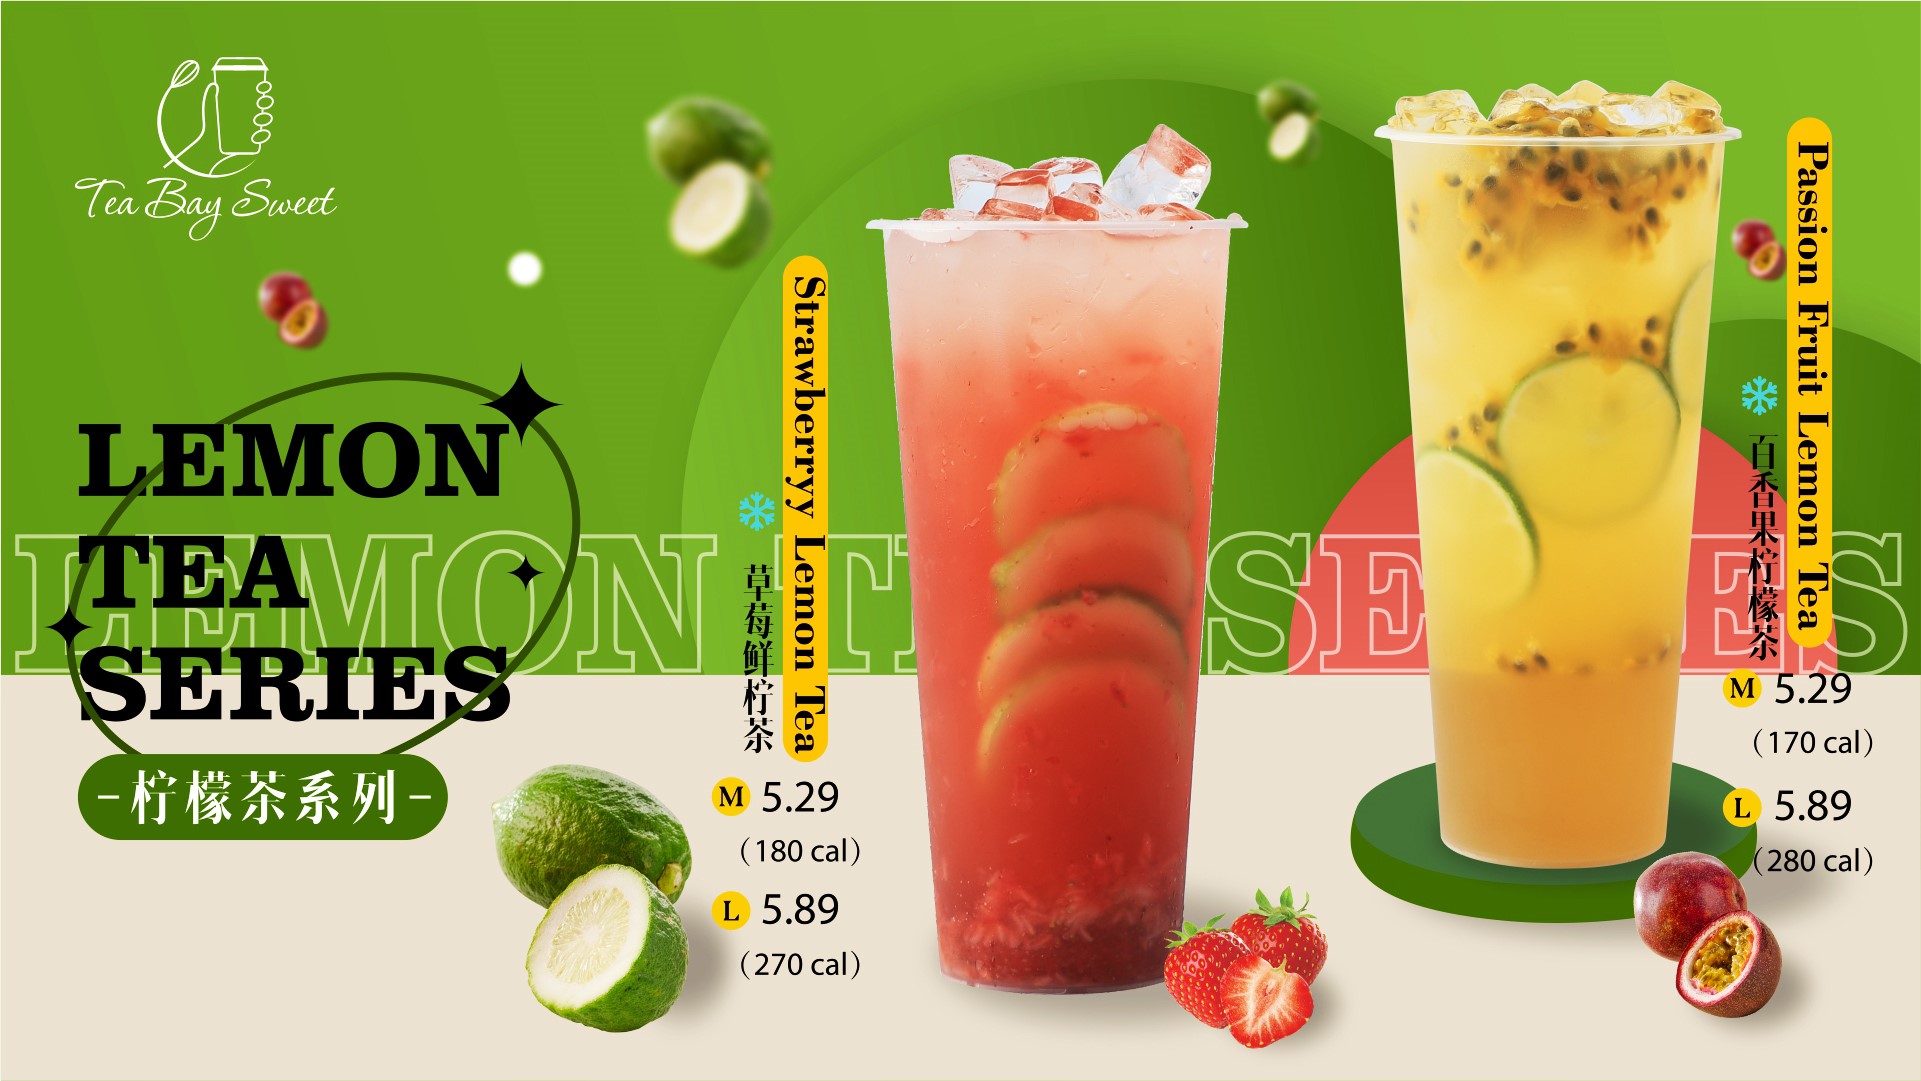 Tea Bay Sweet
LEMON
TEA
SERIES
-柠檬茶系列-
LEMON TEA SERIES
Strawberryy Lemon Tea
草莓鲜柠茶
M 5.29
(180 cal)
L 5.89
(270 cal)
Passion Fruit Lemon Tea
百香果柠檬茶
M 5.29
(170 cal)
L 5.89
(280 cal)